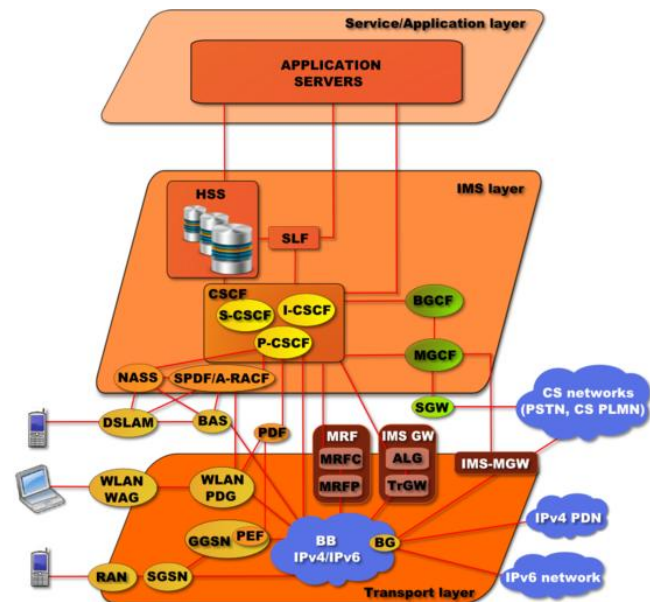 Service/Application layer
APPLICATION
SERVERS
IMS layer
HSS
SLF
CSCF
S-CSCF
I-CSCF
P-CSCF
BGCF
MGCF
SGW
NASS
SPDF/A-RACF
DSLAM
BAS
PDF
CS networks
(PSTN, CS PLMN)
MRF
MRFC
MRFP
IMS GW
ALG
TrGW
IMS-MGW
WLAN
WAG
WLAN
PDG
GGSN
PEF
BB
IPv4/IPv6
BG
IPv4 PDN
IPv6 network
RAN
SGSN
Transport layer